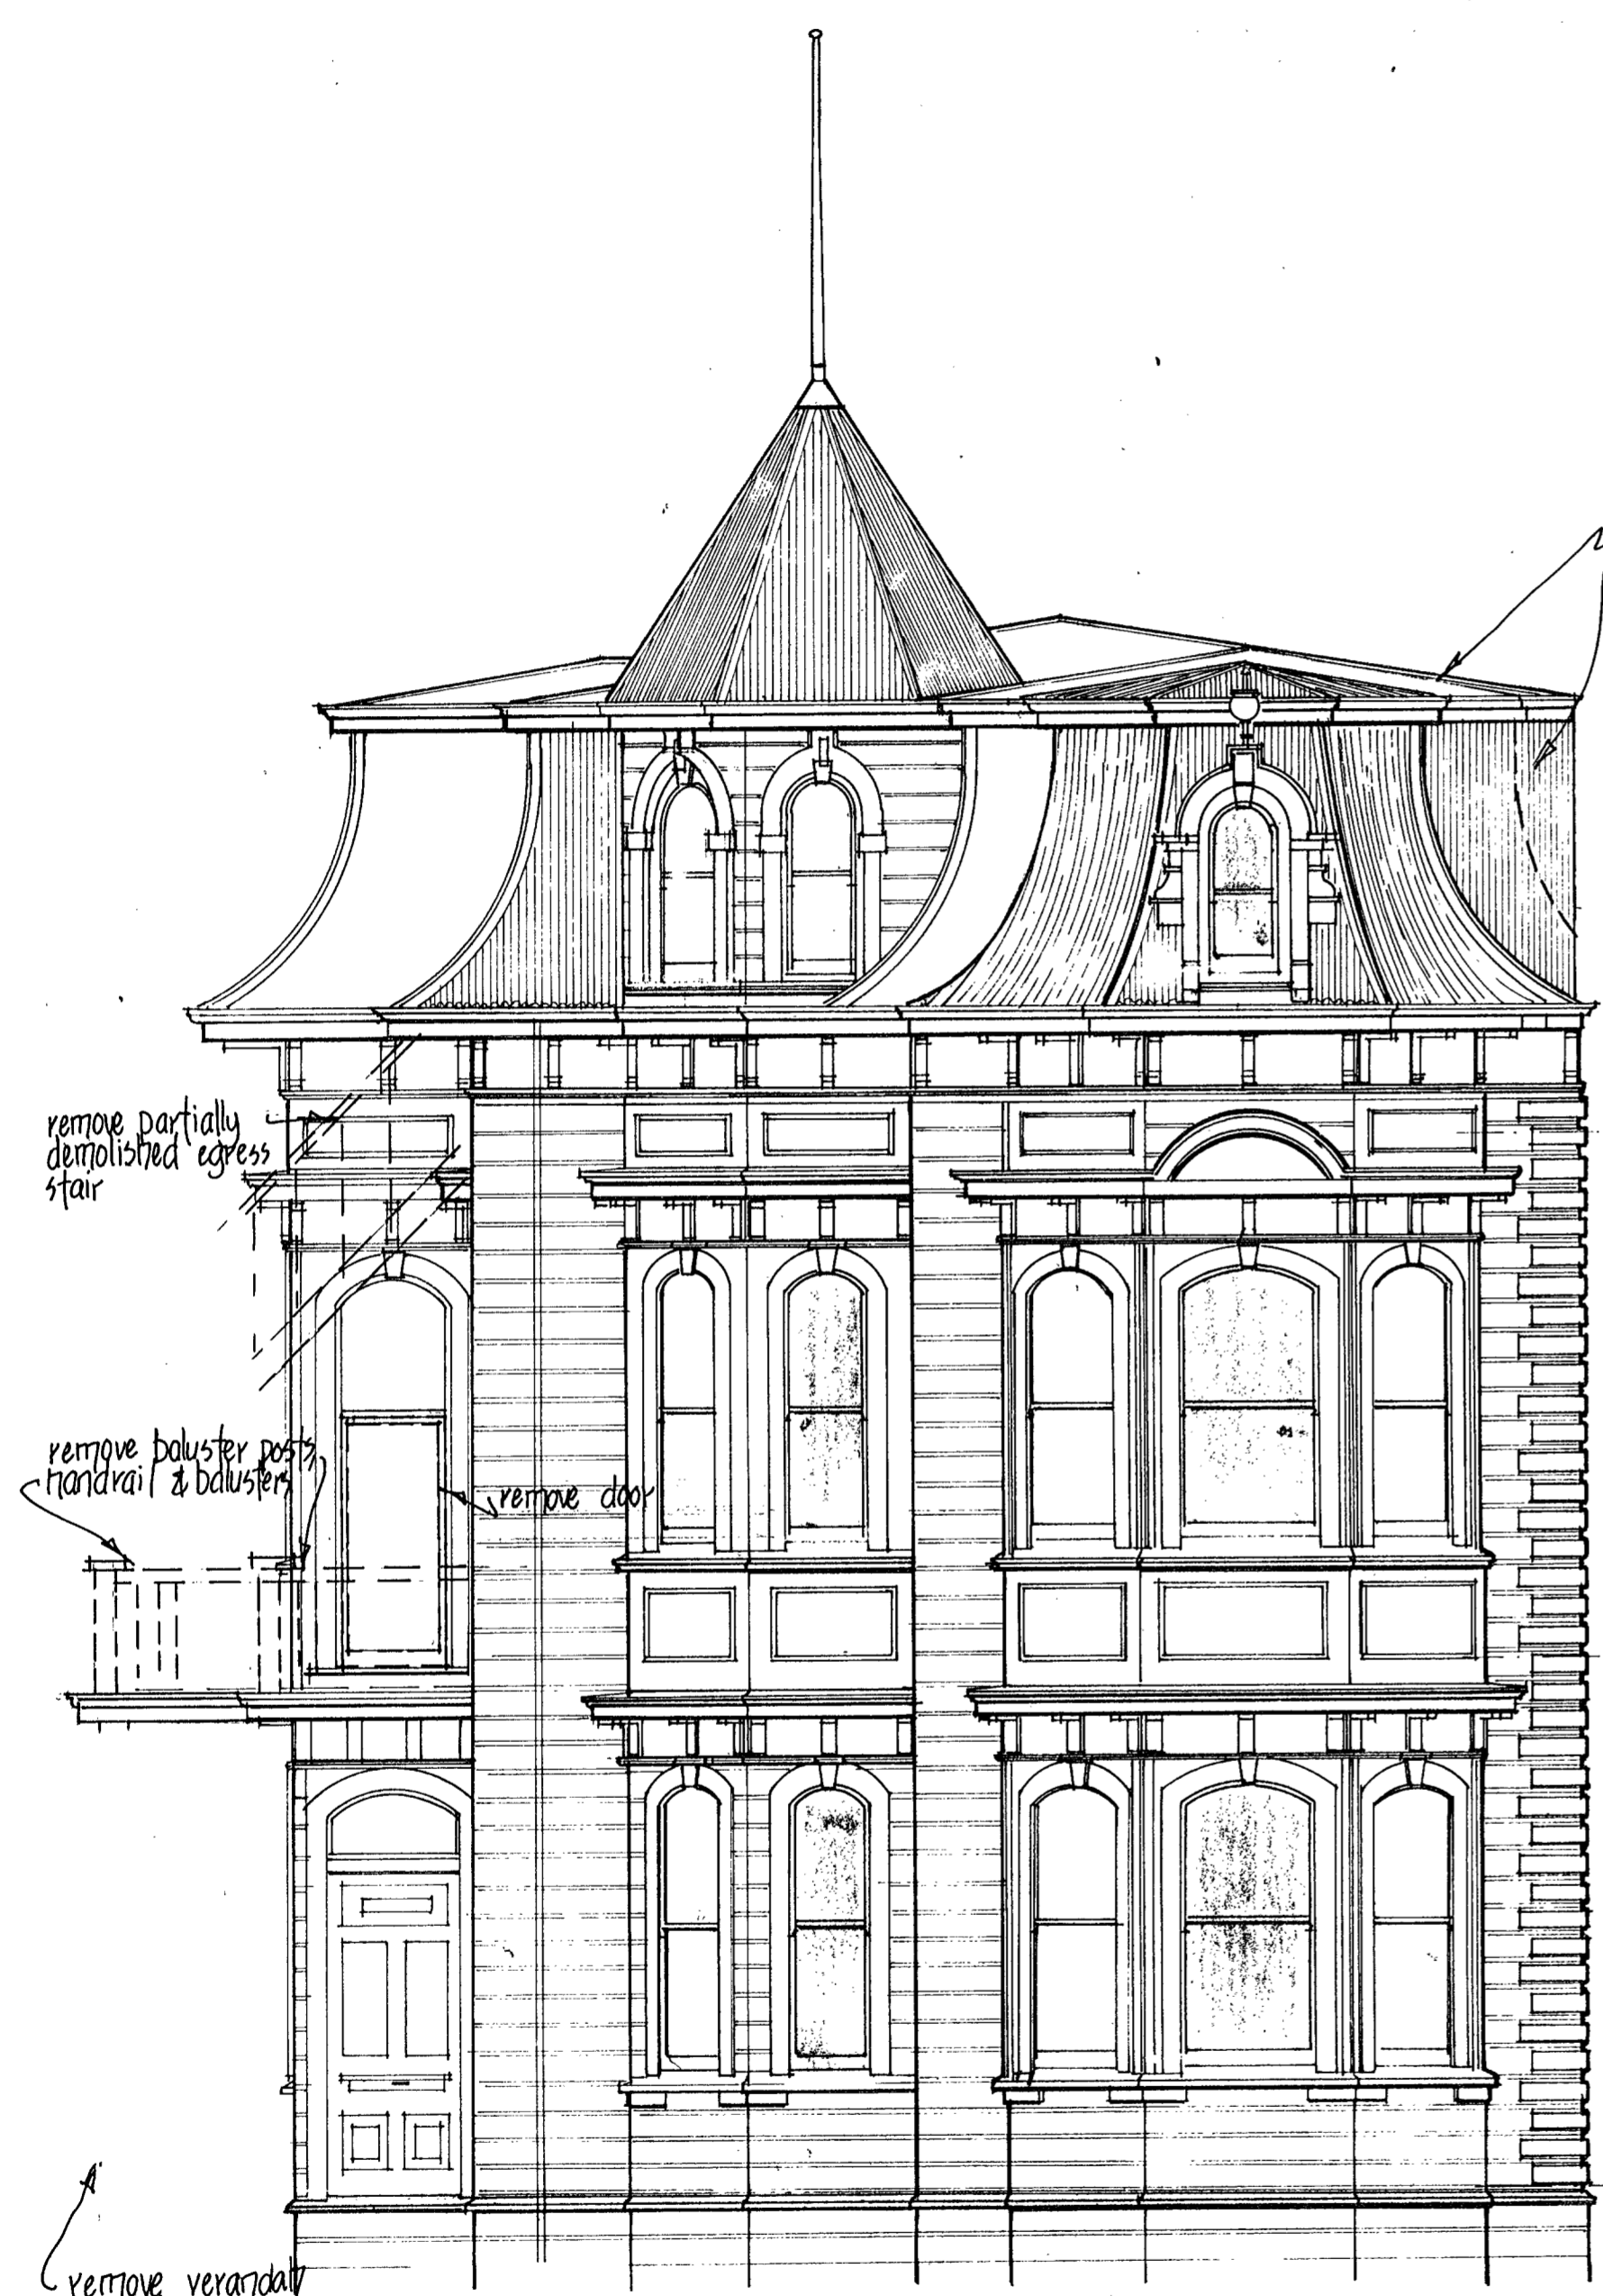 remove partially
demolished egress
stair
remove baluster posts,
handrail & balusters
remove door
remove verandah